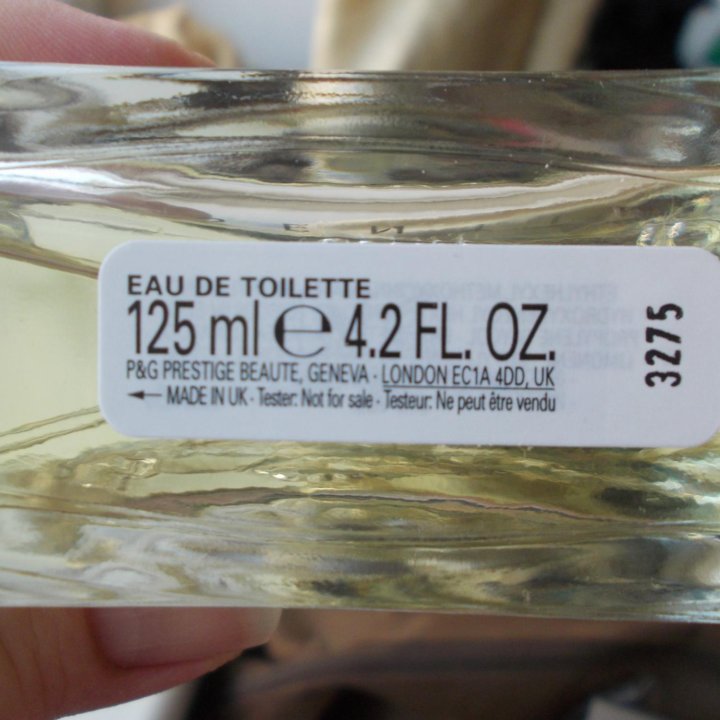 EAU DE TOILETTE
125 ml ℮ 4.2 FL. OZ.
P&G PRESTIGE BEAUTE, GENEVA · LONDON EC1A 4DD, UK
← MADE IN UK · Tester: Not for sale · Testeur: Ne peut être vendu
3275